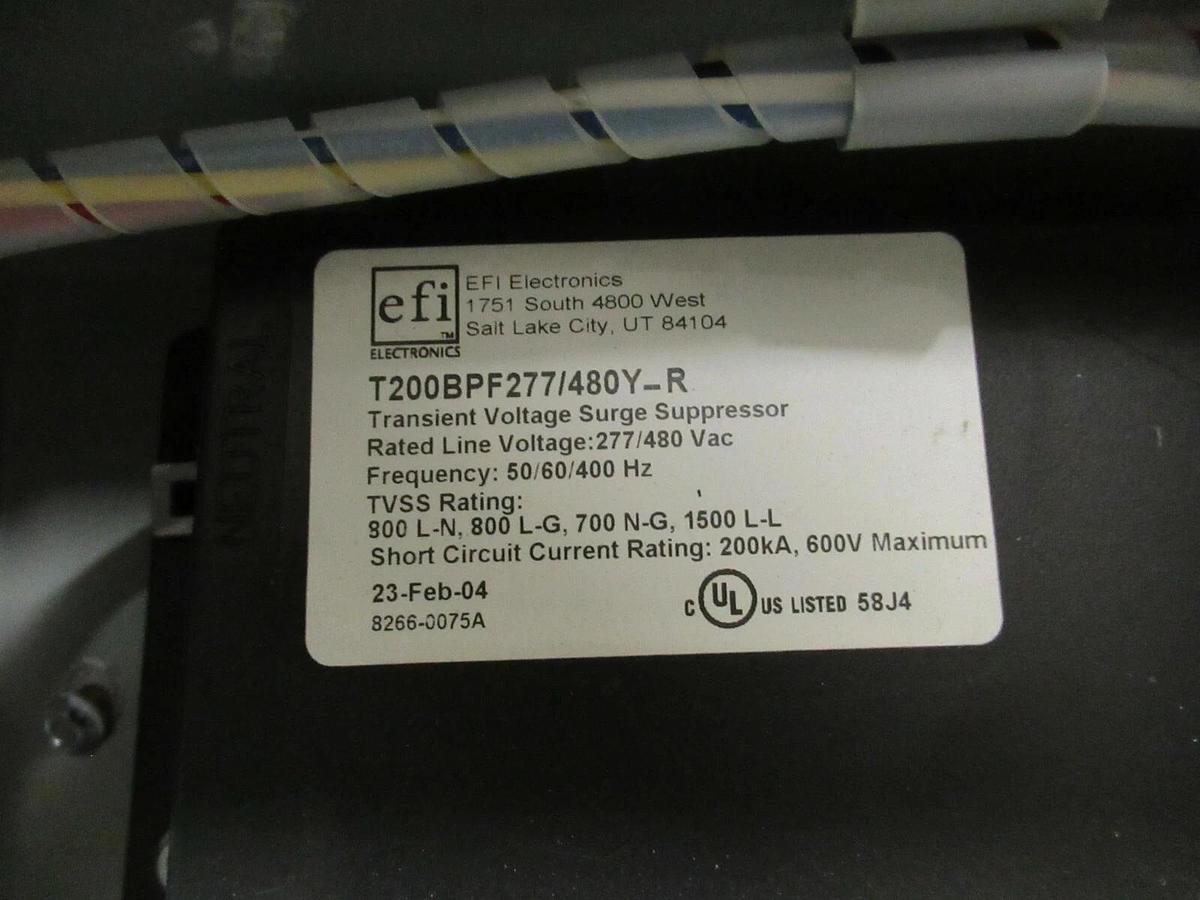 efi
TM
ELECTRONICS
EFI Electronics
1751 South 4800 West
Salt Lake City, UT 84104
T200BPF277/480Y-R
Transient Voltage Surge Suppressor
Rated Line Voltage:277/480 Vac
Frequency: 50/60/400 Hz
TVSS Rating:
800 L-N, 800 L-G, 700 N-G, 1500 L-L
Short Circuit Current Rating: 200kA, 600V Maximum
23-Feb-04
8266-0075A
C UL US LISTED 58J4
NEUTRAL